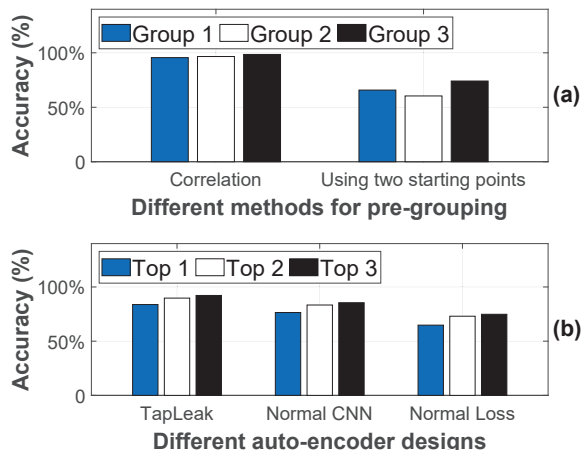 Group 1 Group 2 Group 3
Accuracy (%)
100%
50%
0
Correlation Using two starting points
Different methods for pre-grouping
(a)
Top 1 Top 2 Top 3
Accuracy (%)
100%
50%
0
TapLeak Normal CNN Normal Loss
Different auto-encoder designs
(b)